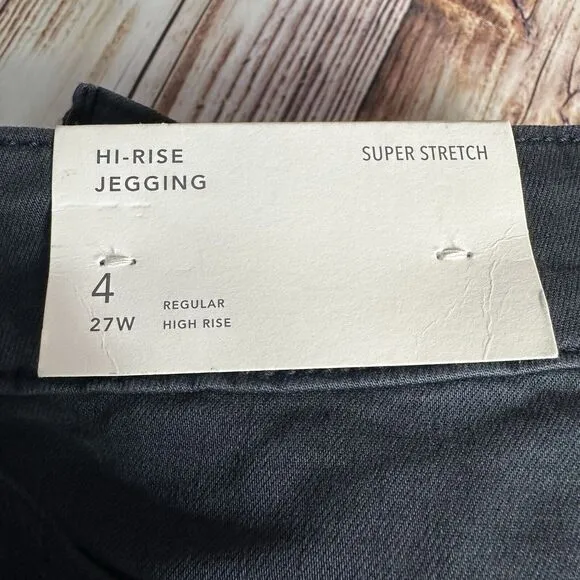 HI-RISE
JEGGING
SUPER STRETCH
4
27W
REGULAR
HIGH RISE